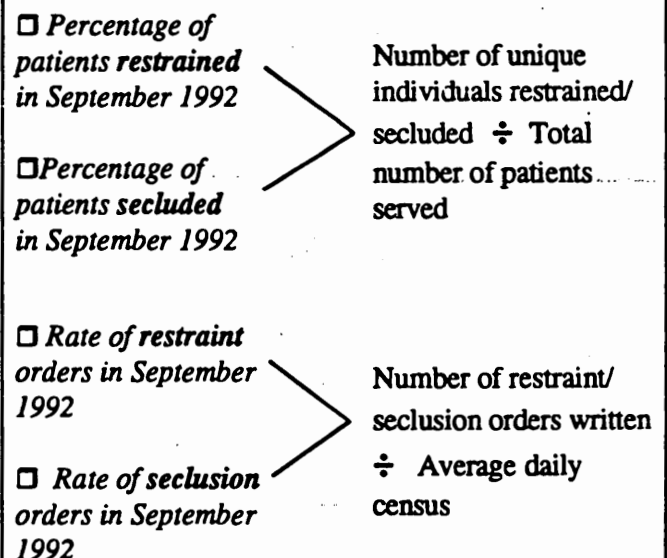 ☐ Percentage of
patients restrained
in September 1992
Number of unique
individuals restrained/
secluded ÷ Total
number of patients
served
☐Percentage of
patients secluded
in September 1992
☐ Rate of restraint
orders in September
1992
Number of restraint/
seclusion orders written
÷ Average daily
census
☐ Rate of seclusion
orders in September
1992